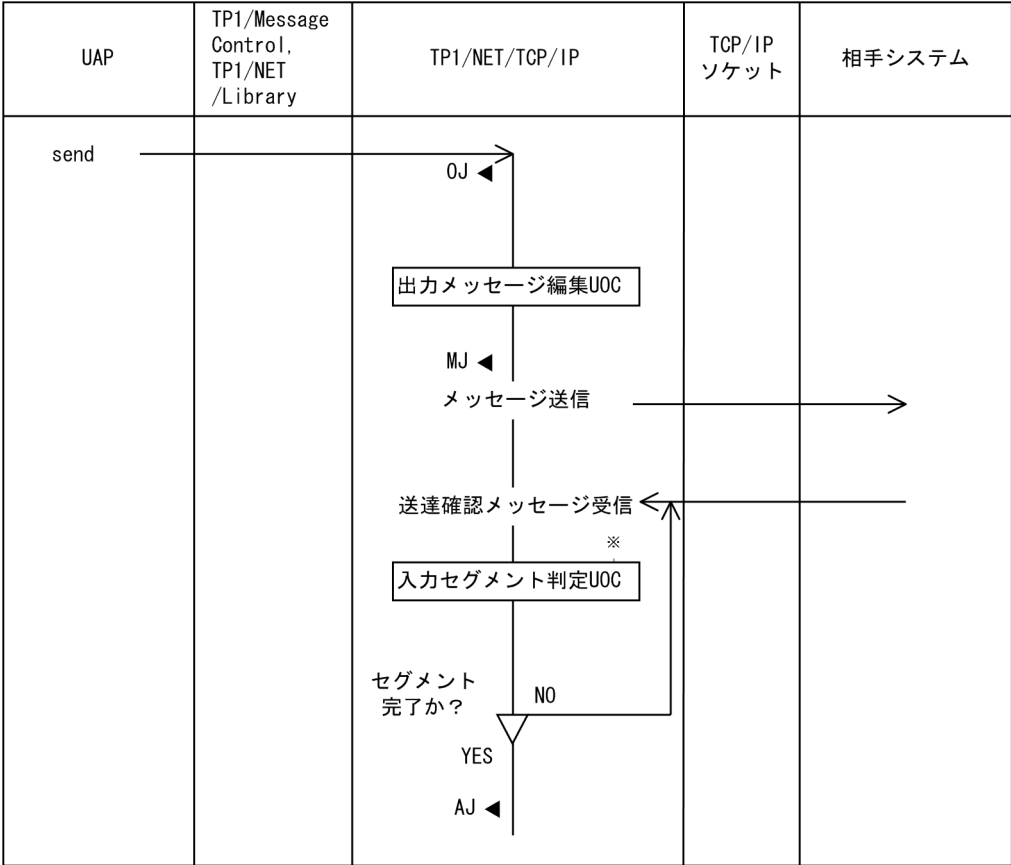 UAP
TP1/Message
Control,
TP1/NET
/Library
TP1/NET/TCP/IP
TCP/IP
ソケット
相手システム
send
OJ
出力メッセージ編集UOC
MJ
メッセージ送信
送達確認メッセージ受信
※
入力セグメント判定UOC
セグメント
完了か？
NO
YES
AJ